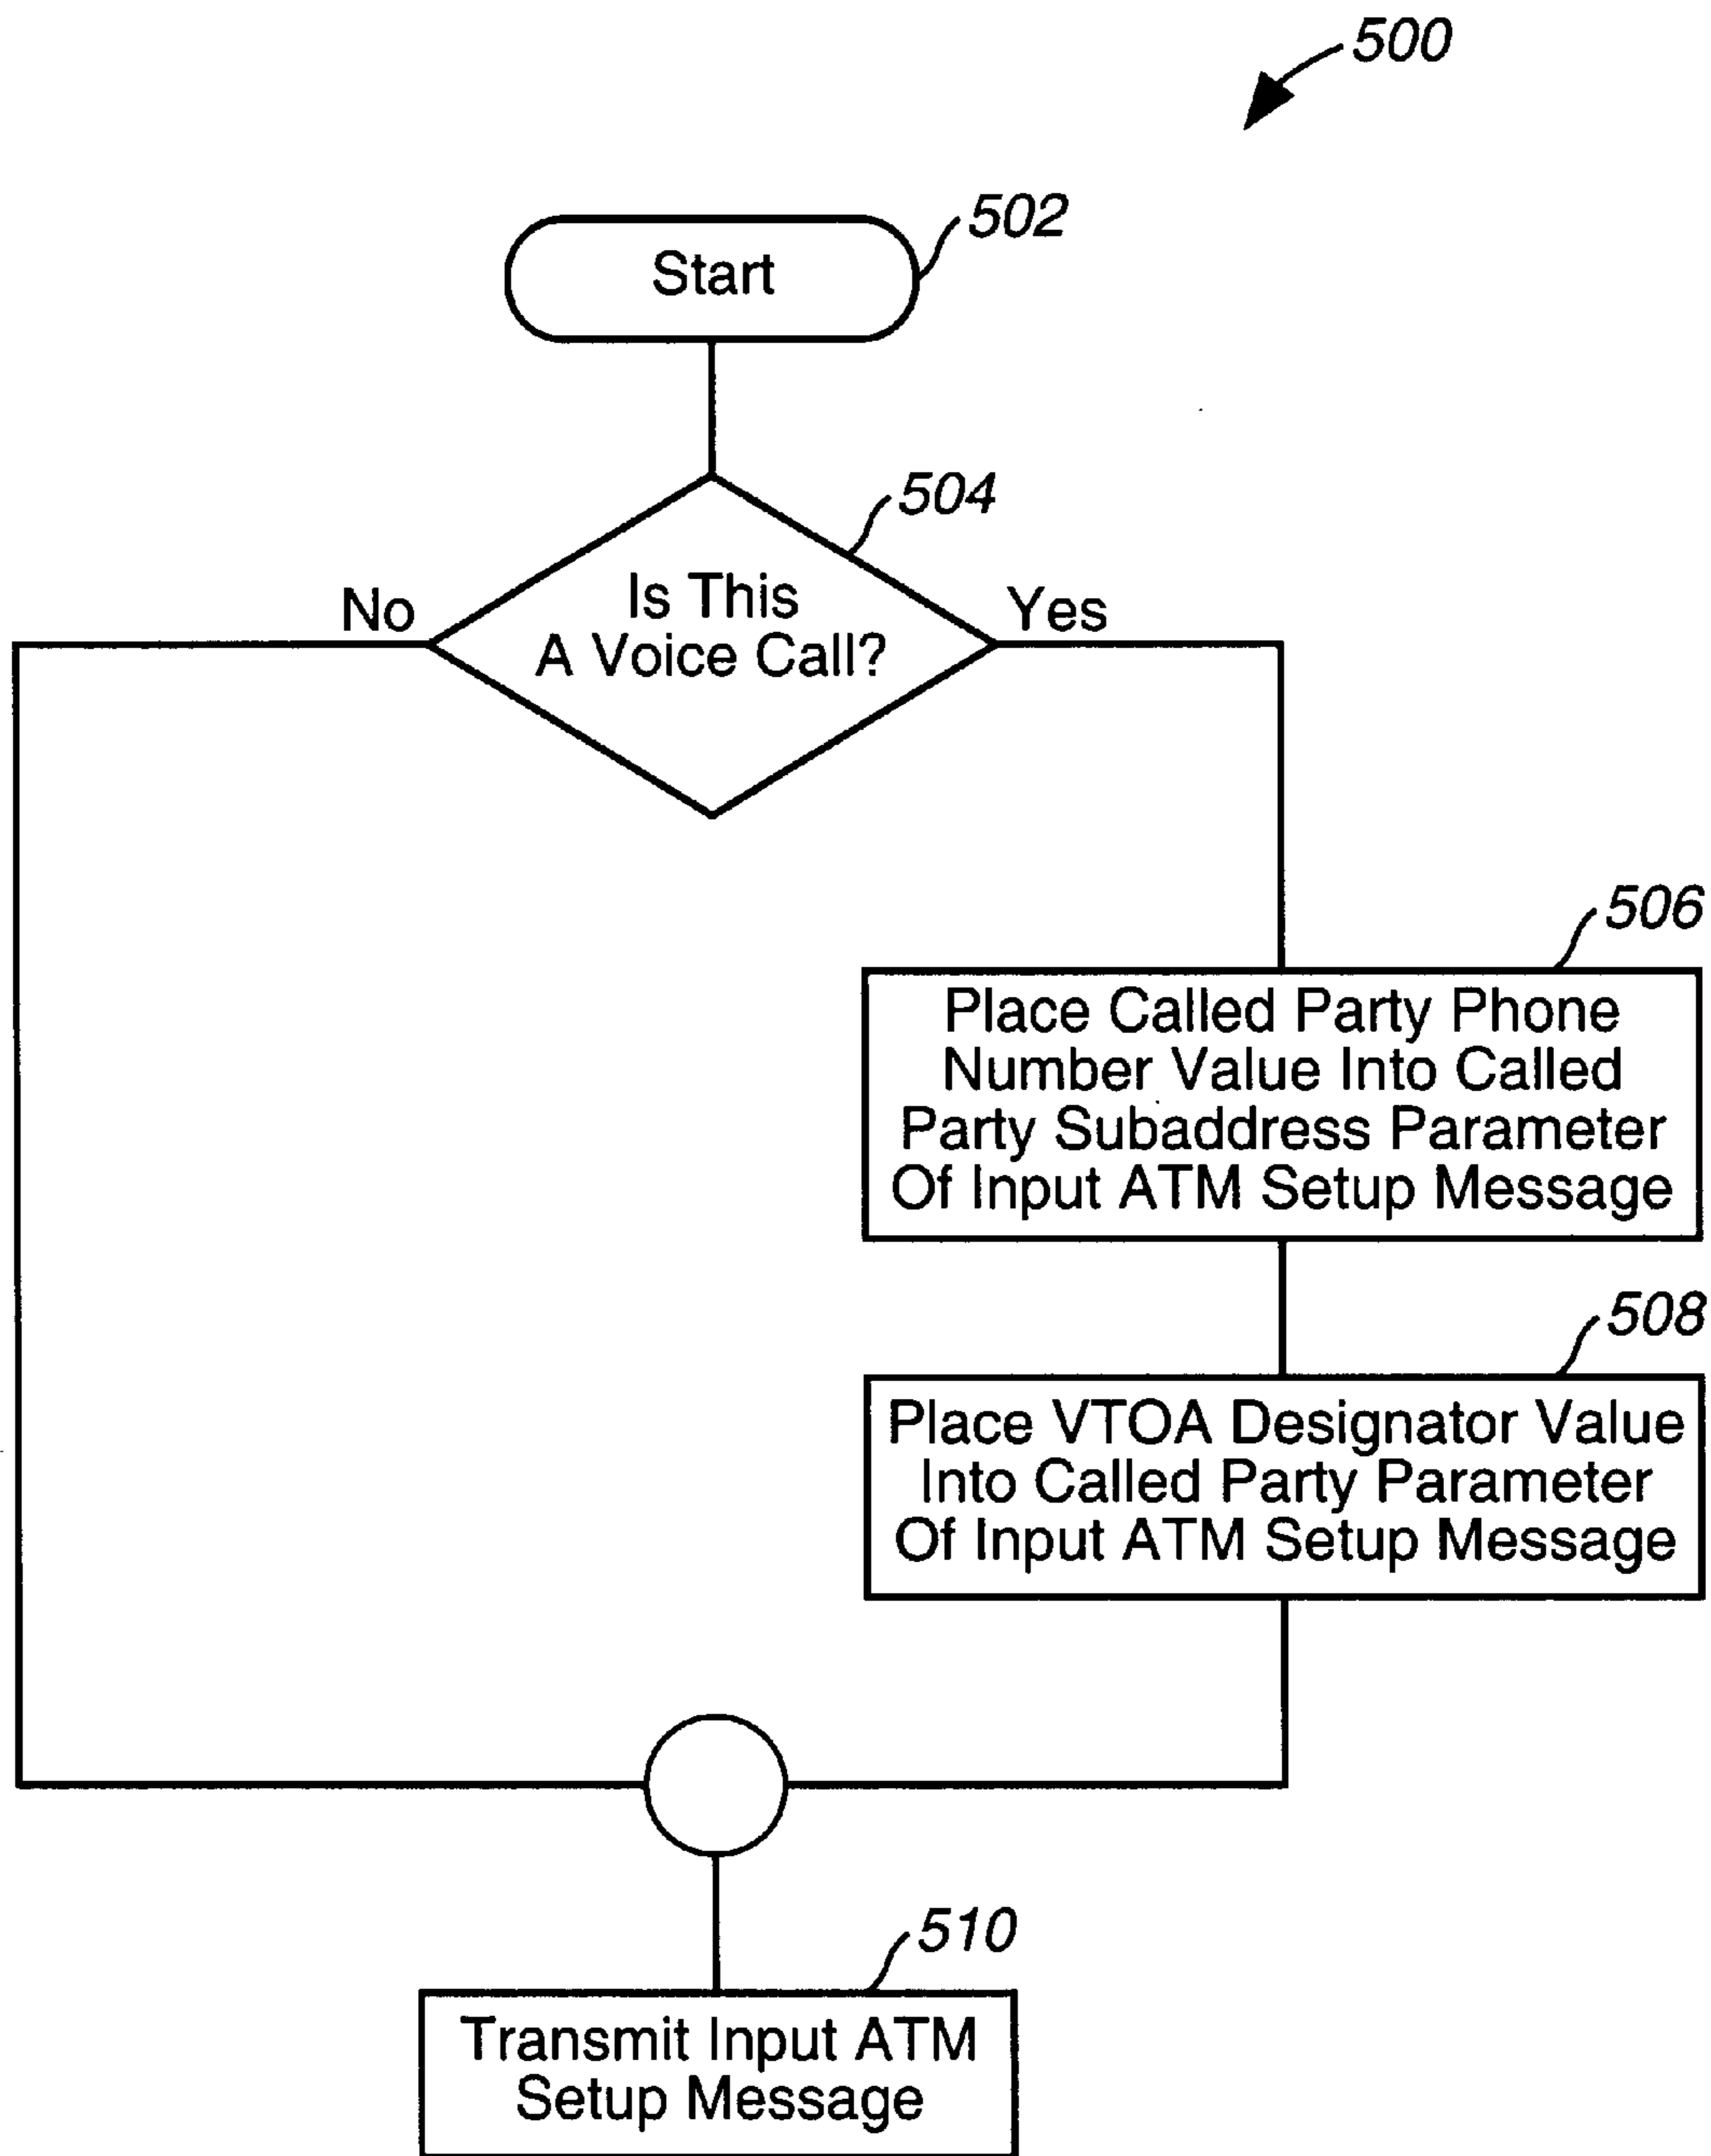 500
502
Start
504
No
Yes
Is This
A Voice Call?
506
Place Called Party Phone
Number Value Into Called
Party Subaddress Parameter
Of Input ATM Setup Message
508
Place VTOA Designator Value
Into Called Party Parameter
Of Input ATM Setup Message
510
Transmit Input ATM
Setup Message